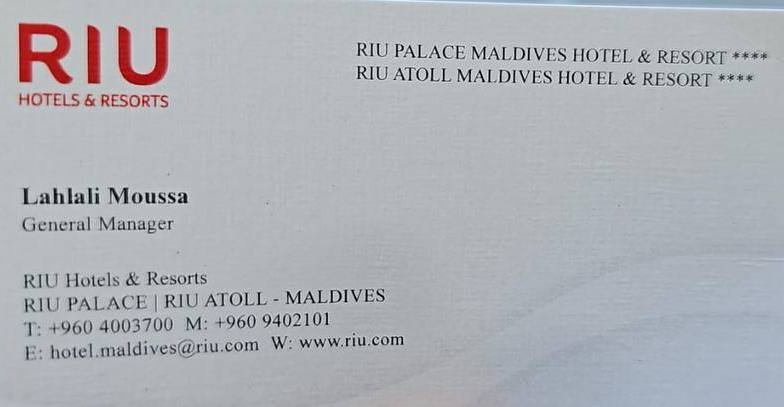 RIU
HOTELS & RESORTS
RIU PALACE MALDIVES HOTEL & RESORT ****
RIU ATOLL MALDIVES HOTEL & RESORT ****
Lahlali Moussa
General Manager
RIU Hotels & Resorts
RIU PALACE | RIU ATOLL - MALDIVES
T: +960 4003700 M: +960 9402101
E: hotel.maldives@riu.com W: www.riu.com